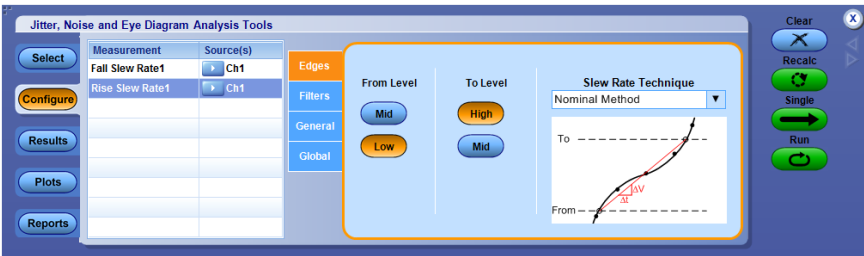 Jitter, Noise and Eye Diagram Analysis Tools
Clear
X
Select
Measurement Source(s)
Fall Slew Rate1 Ch1
Rise Slew Rate1 Ch1
Configure
Results
Plots
Reports
Edges
Filters
General
Global
From Level
Mid
Low
To Level
High
Mid
Slew Rate Technique
Nominal Method
To
ΔV
Δt
From
Recalc
Single
Run